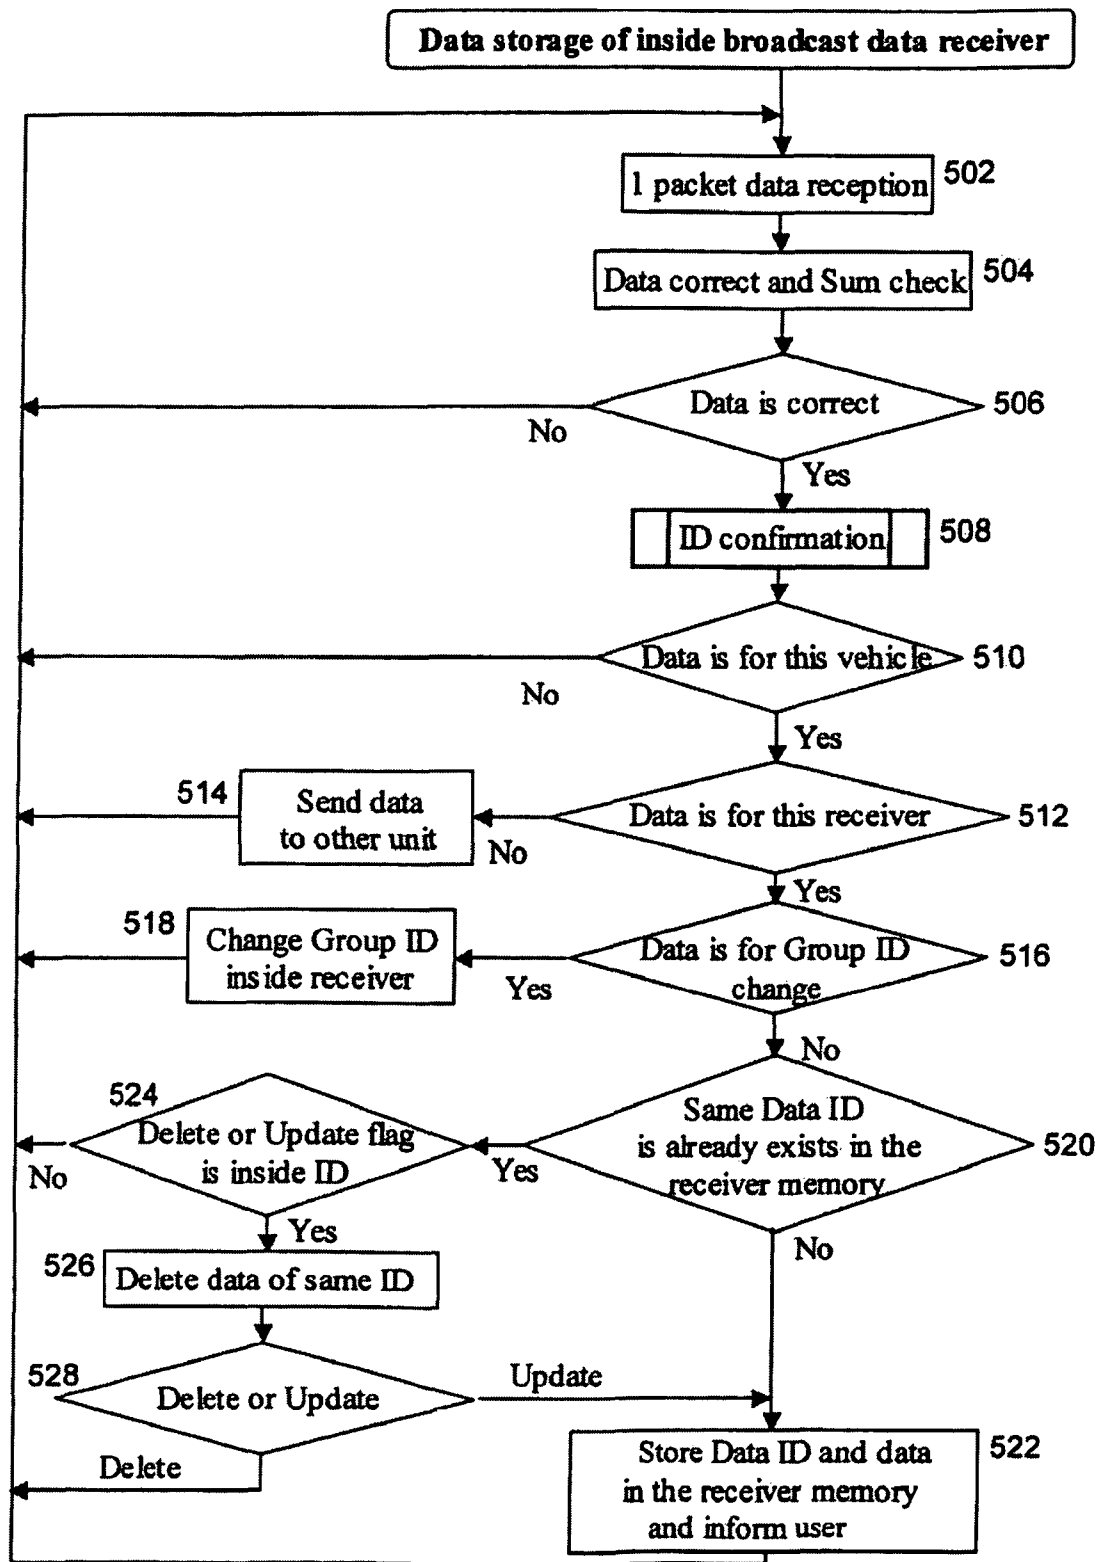 Data storage of inside broadcast data receiver
1 packet data reception
502
Data correct and Sum check
504
Data is correct
506
No
Yes
ID confirmation
508
Data is for this vehicle
510
No
Yes
514
Send data
to other unit
No
Data is for this receiver
512
Yes
518
Change Group ID
inside receiver
Yes
Data is for Group ID
change
516
No
524
Delete or Update flag
is inside ID
No
Yes
Same Data ID
is already exists in the
receiver memory
520
Yes
No
526
Delete data of same ID
528
Delete or Update
Update
Delete
Store Data ID and data
in the receiver memory
and inform user
522